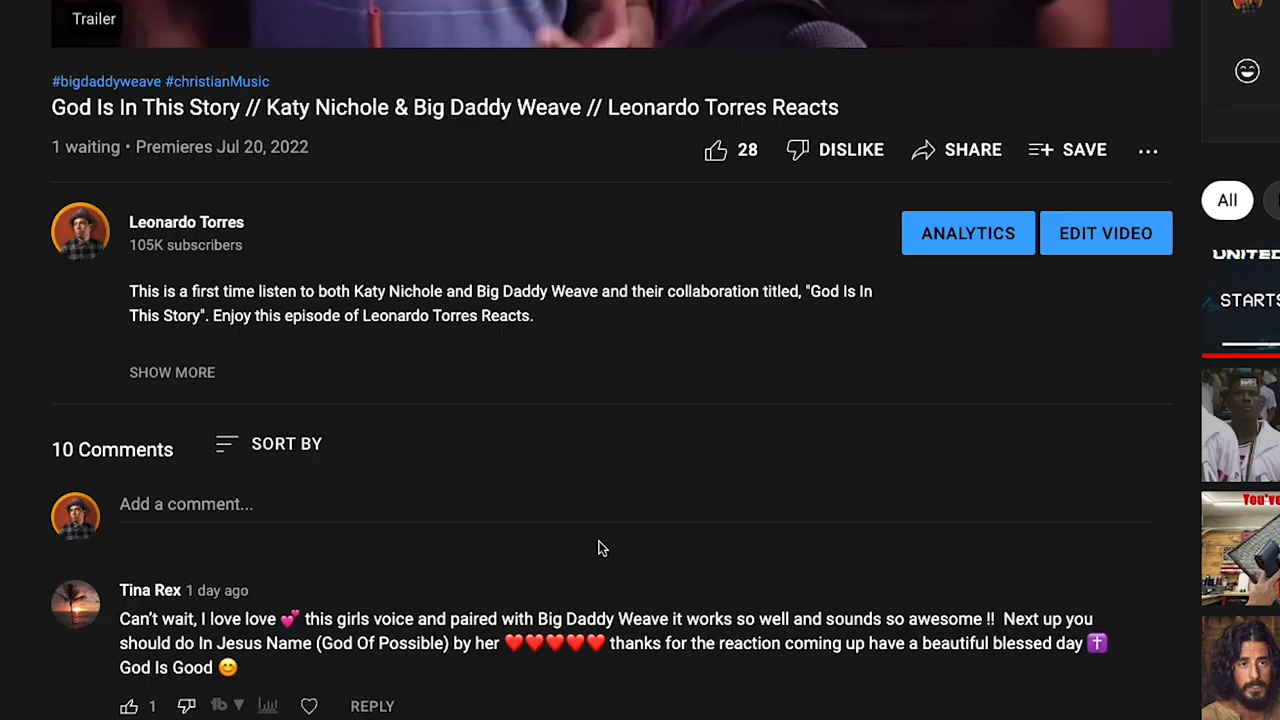 Trailer
#bigdaddyweave #christianMusic
God Is In This Story // Katy Nichole & Big Daddy Weave // Leonardo Torres Reacts
1 waiting • Premieres Jul 20, 2022
28 DISLIKE SHARE SAVE ...
All
Leonardo Torres
105K subscribers
ANALYTICS EDIT VIDEO
UNITED
STARTS
This is a first time listen to both Katy Nichole and Big Daddy Weave and their collaboration titled, "God Is In
This Story". Enjoy this episode of Leonardo Torres Reacts.
SHOW MORE
10 Comments SORT BY
Add a comment...
You've
Tina Rex 1 day ago
Can’t wait, I love love 💕 this girls voice and paired with Big Daddy Weave it works so well and sounds so awesome !! Next up you
should do In Jesus Name (God Of Possible) by her ❤️❤️❤️❤️❤️ thanks for the reaction coming up have a beautiful blessed day ✝️
God Is Good 😊
1 REPLY